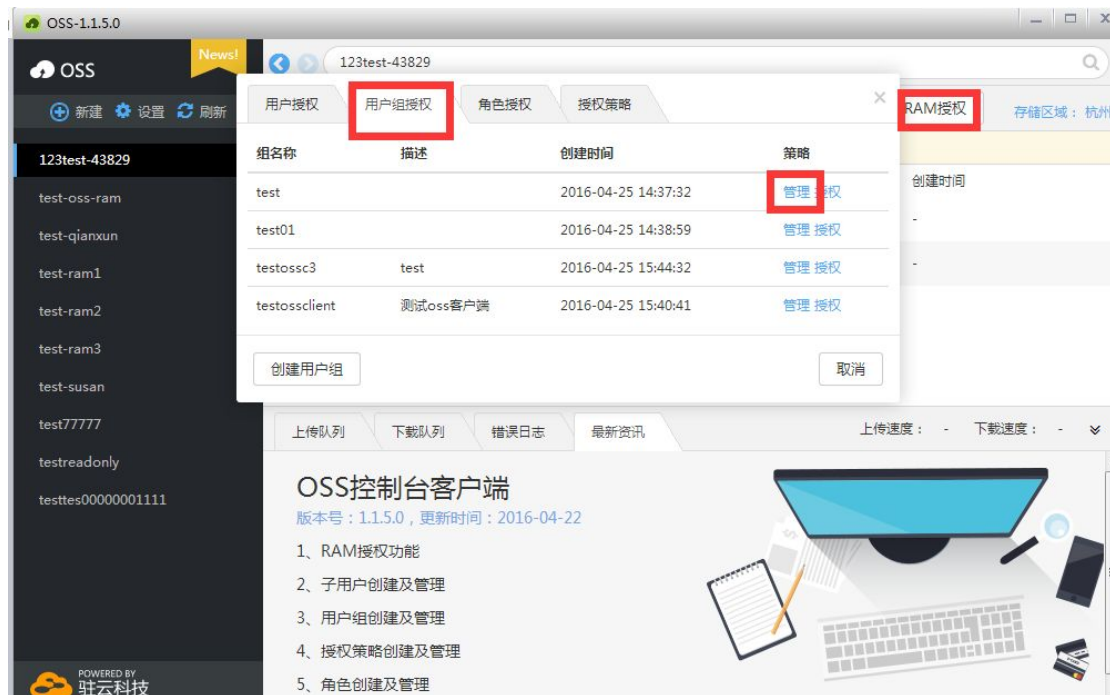 OSS-1.1.5.0
OSS
News!
123test-43829
新建 设置 刷新
RAM授权
存储区域：杭州
用户授权 用户组授权 角色授权 授权策略
组名称 描述 创建时间 策略
test 2016-04-25 14:37:32 管理 授权
test01 2016-04-25 14:38:59 管理 授权
testossc3 test 2016-04-25 15:44:32 管理 授权
testossclient 测试oss客户端 2016-04-25 15:40:41 管理 授权
创建用户组 取消
创建时间
-
-
123test-43829
test-oss-ram
test-qianxun
test-ram1
test-ram2
test-ram3
test-susan
test77777
testreadonly
testtes00000001111
上传队列 下载队列 错误日志 最新资讯 上传速度： - 下载速度： -
OSS控制台客户端
版本号：1.1.5.0，更新时间：2016-04-22
1、RAM授权功能
2、子用户创建及管理
3、用户组创建及管理
4、授权策略创建及管理
5、角色创建及管理
POWERED BY
驻云科技